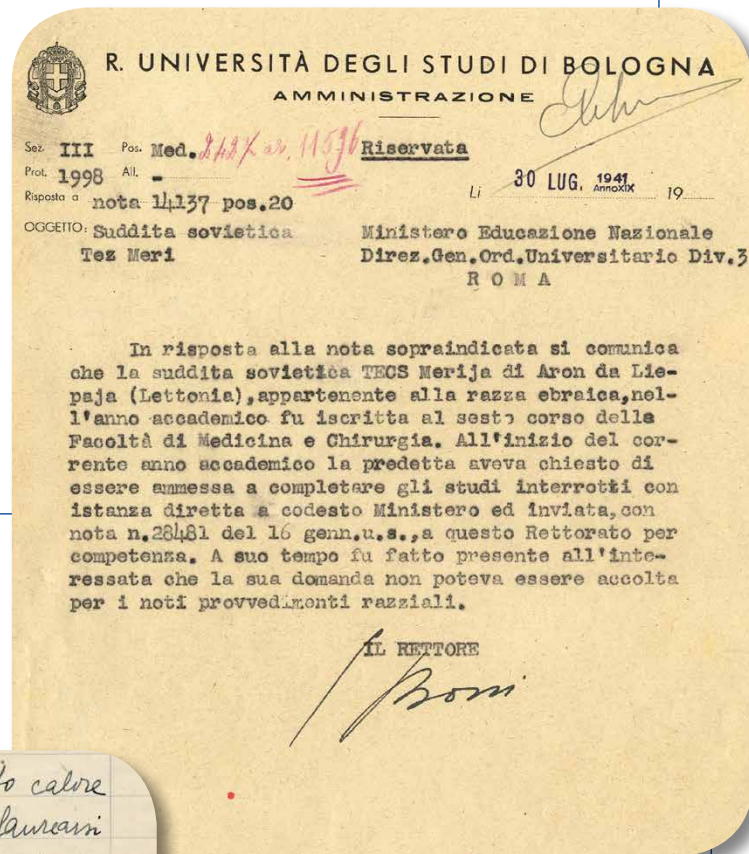 R. UNIVERSITÀ DEGLI STUDI DI BOLOGNA
AMMINISTRAZIONE
Sez. III Pos. Med. Riservata
Prot. 1998 All. -
Risposta a nota 14137 pos.20
Li 30 LUG. 1941 Anno XIX 19
OGGETTO: Suddita sovietica
Tez Meri
Ministero Educazione Nazionale
Direz.Gen.Ord.Universitario Div.3
R O M A
In risposta alla nota sopraindicata si comunica
che la suddita sovietica TECS Merija di Aron da Lie-
paja (Lettonia),appartenente alla razza ebraica,nel-
l'anno accademico fu iscritta al sesto corso della
Facoltà di Medicina e Chirurgia. All'inizio del cor-
rente anno accademico la predetta aveva chiesto di
essere ammessa a completare gli studi interrotti con
istanza diretta a codesto Ministero ed inviata,con
nota n.28481 del 16 genn.u.s.,a questo Rettorato per
competenza. A suo tempo fu fatto presente all'inte-
ressata che la sua domanda non poteva essere accolta
per i noti provvedimenti razziali.
IL RETTORE
calore
laurearsi